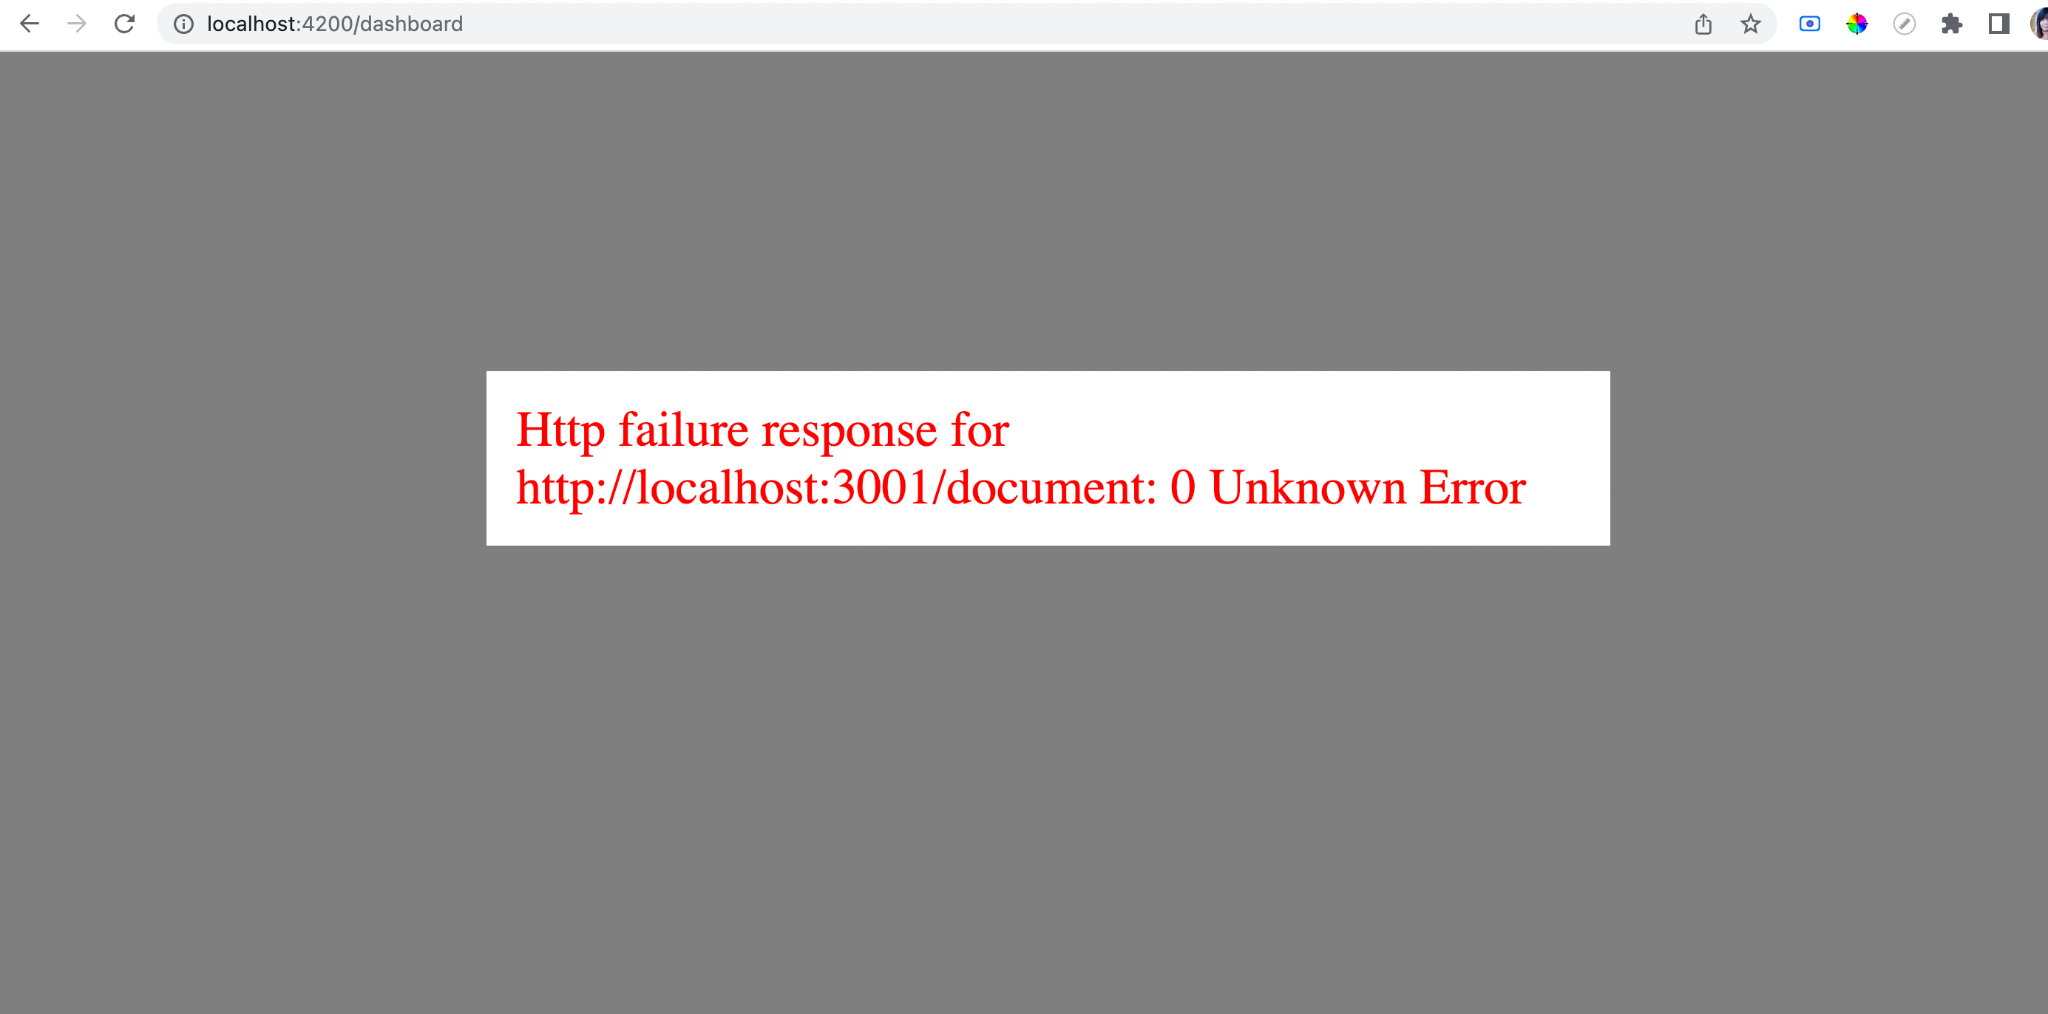 localhost:4200/dashboard
Http failure response for
http://localhost:3001/document: 0 Unknown Error